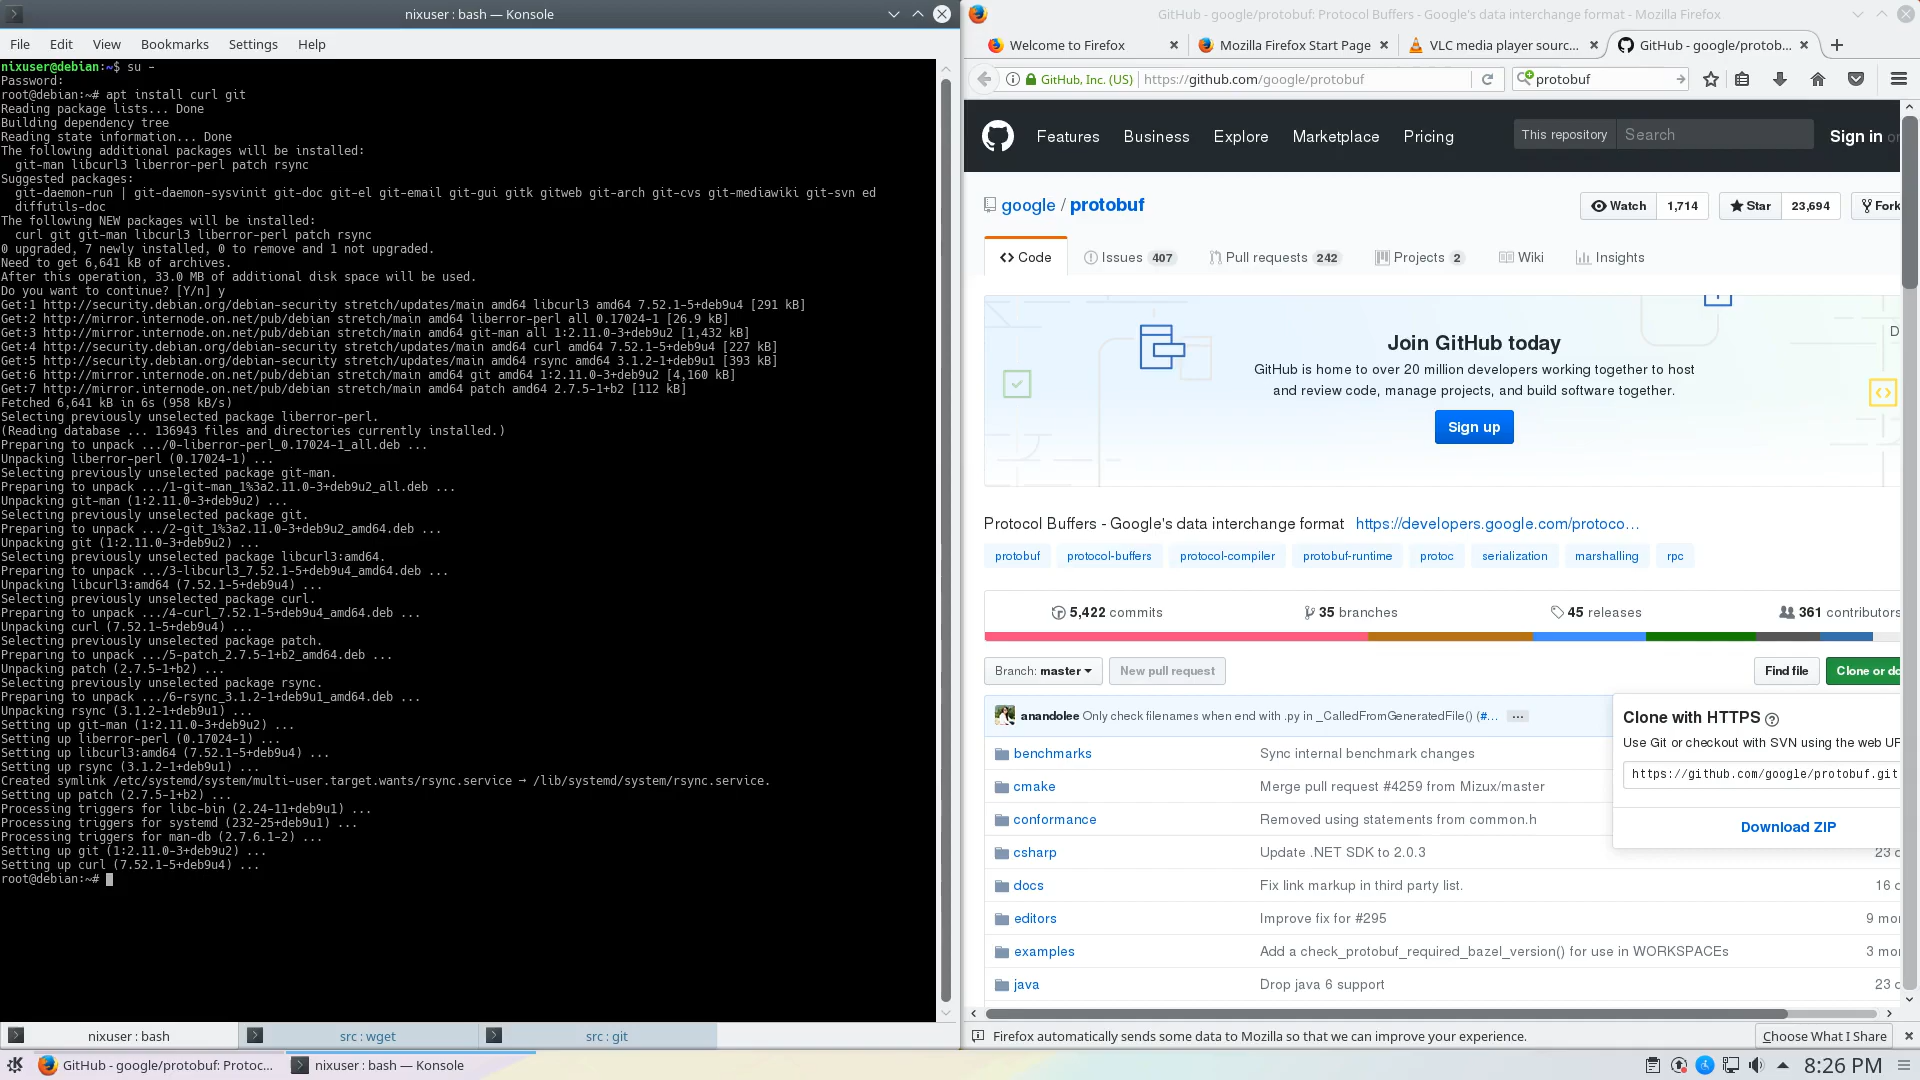 nixuser : bash — Konsole
File Edit View Bookmarks Settings Help
nixuser@debian:~$ su -
Password:
root@debian:~# apt install curl git
Reading package lists... Done
Building dependency tree
Reading state information... Done
The following additional packages will be installed:
  git-man libcurl3 liberror-perl patch rsync
Suggested packages:
  git-daemon-run | git-daemon-sysvinit git-doc git-el git-email git-gui gitk gitweb git-arch git-cvs git-mediawiki git-svn ed
  diffutils-doc
The following NEW packages will be installed:
  curl git git-man libcurl3 liberror-perl patch rsync
0 upgraded, 7 newly installed, 0 to remove and 1 not upgraded.
Need to get 6,641 kB of archives.
After this operation, 33.0 MB of additional disk space will be used.
Do you want to continue? [Y/n] y
Get:1 http://security.debian.org/debian-security stretch/updates/main amd64 libcurl3 amd64 7.52.1-5+deb9u4 [291 kB]
Get:2 http://mirror.internode.on.net/pub/debian stretch/main amd64 liberror-perl all 0.17024-1 [26.9 kB]
Get:3 http://mirror.internode.on.net/pub/debian stretch/main amd64 git-man all 1:2.11.0-3+deb9u2 [1,432 kB]
Get:4 http://security.debian.org/debian-security stretch/updates/main amd64 curl amd64 7.52.1-5+deb9u4 [227 kB]
Get:5 http://security.debian.org/debian-security stretch/updates/main amd64 rsync amd64 3.1.2-1+deb9u1 [393 kB]
Get:6 http://mirror.internode.on.net/pub/debian stretch/main amd64 git amd64 1:2.11.0-3+deb9u2 [4,160 kB]
Get:7 http://mirror.internode.on.net/pub/debian stretch/main amd64 patch amd64 2.7.5-1+b2 [112 kB]
Fetched 6,641 kB in 6s (958 kB/s)
Selecting previously unselected package liberror-perl.
(Reading database ... 136943 files and directories currently installed.)
Preparing to unpack .../0-liberror-perl_0.17024-1_all.deb ...
Unpacking liberror-perl (0.17024-1) ...
Selecting previously unselected package git-man.
Preparing to unpack .../1-git-man_1%3a2.11.0-3+deb9u2_all.deb ...
Unpacking git-man (1:2.11.0-3+deb9u2) ...
Selecting previously unselected package git.
Preparing to unpack .../2-git_1%3a2.11.0-3+deb9u2_amd64.deb ...
Unpacking git (1:2.11.0-3+deb9u2) ...
Selecting previously unselected package libcurl3:amd64.
Preparing to unpack .../3-libcurl3_7.52.1-5+deb9u4_amd64.deb ...
Unpacking libcurl3:amd64 (7.52.1-5+deb9u4) ...
Selecting previously unselected package curl.
Preparing to unpack .../4-curl_7.52.1-5+deb9u4_amd64.deb ...
Unpacking curl (7.52.1-5+deb9u4) ...
Selecting previously unselected package patch.
Preparing to unpack .../5-patch_2.7.5-1+b2_amd64.deb ...
Unpacking patch (2.7.5-1+b2) ...
Selecting previously unselected package rsync.
Preparing to unpack .../6-rsync_3.1.2-1+deb9u1_amd64.deb ...
Unpacking rsync (3.1.2-1+deb9u1) ...
Setting up git-man (1:2.11.0-3+deb9u2) ...
Setting up liberror-perl (0.17024-1) ...
Setting up libcurl3:amd64 (7.52.1-5+deb9u4) ...
Setting up rsync (3.1.2-1+deb9u1) ...
Created symlink /etc/systemd/system/multi-user.target.wants/rsync.service → /lib/systemd/system/rsync.service.
Setting up patch (2.7.5-1+b2) ...
Processing triggers for libc-bin (2.24-11+deb9u1) ...
Processing triggers for systemd (232-25+deb9u1) ...
Processing triggers for man-db (2.7.6.1-2) ...
Setting up git (1:2.11.0-3+deb9u2) ...
Setting up curl (7.52.1-5+deb9u4) ...
root@debian:~#
nixuser : bash
src : wget
src : git
GitHub - google/protobuf: Protocol Buffers - Google's data interchange format - Mozilla Firefox
Welcome to Firefox
Mozilla Firefox Start Page
VLC media player sourc...
GitHub - google/protob...
GitHub, Inc. (US) https://github.com/google/protobuf
protobuf
Features Business Explore Marketplace Pricing
This repository Search
Sign in or
google / protobuf
Watch 1,714 Star 23,694 Fork
Code Issues 407 Pull requests 242 Projects 2 Wiki Insights
D
Join GitHub today
GitHub is home to over 20 million developers working together to host
and review code, manage projects, and build software together.
Sign up
Protocol Buffers - Google's data interchange format https://developers.google.com/protoco…
protobuf protocol-buffers protocol-compiler protobuf-runtime protoc serialization marshalling rpc
5,422 commits 35 branches 45 releases 361 contributors
Branch: master New pull request Find file Clone or do
anandolee Only check filenames when end with .py in _CalledFromGeneratedFile() (#... …
Clone with HTTPS ?
Use Git or checkout with SVN using the web UR
https://github.com/google/protobuf.git
Download ZIP
benchmarks Sync internal benchmark changes
cmake Merge pull request #4259 from Mizux/master
conformance Removed using statements from common.h
csharp Update .NET SDK to 2.0.3 23 c
docs Fix link markup in third party list. 16 c
editors Improve fix for #295 9 mon
examples Add a check_protobuf_required_bazel_version() for use in WORKSPACEs 3 mon
java Drop java 6 support 23 c
Firefox automatically sends some data to Mozilla so that we can improve your experience.
Choose What I Share
GitHub - google/protobuf: Protoc...
nixuser : bash — Konsole
8:26 PM